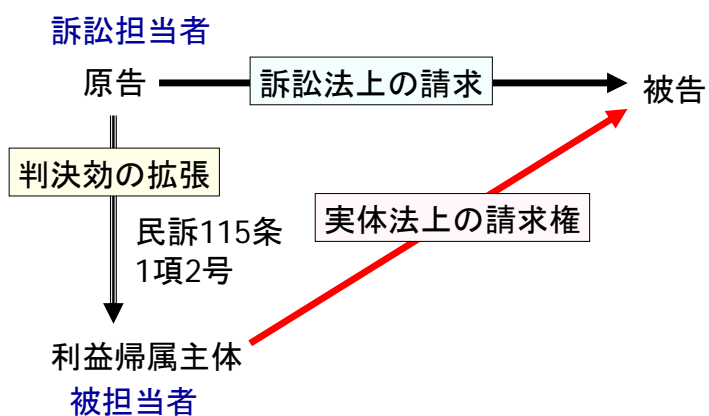 訴訟担当者
原告
訴訟法上の請求
被告
判決効の拡張
実体法上の請求権
民訴115条
1項2号
利益帰属主体
被担当者